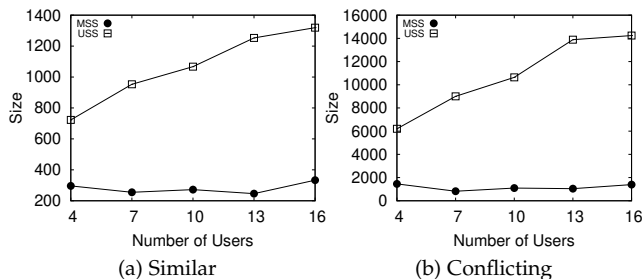 MSS
USS
1400
1200
1000
800
600
400
200
Size
4 7 10 13 16
Number of Users
(a) Similar
MSS
USS
16000
14000
12000
10000
8000
6000
4000
2000
0
Size
4 7 10 13 16
Number of Users
(b) Conflicting